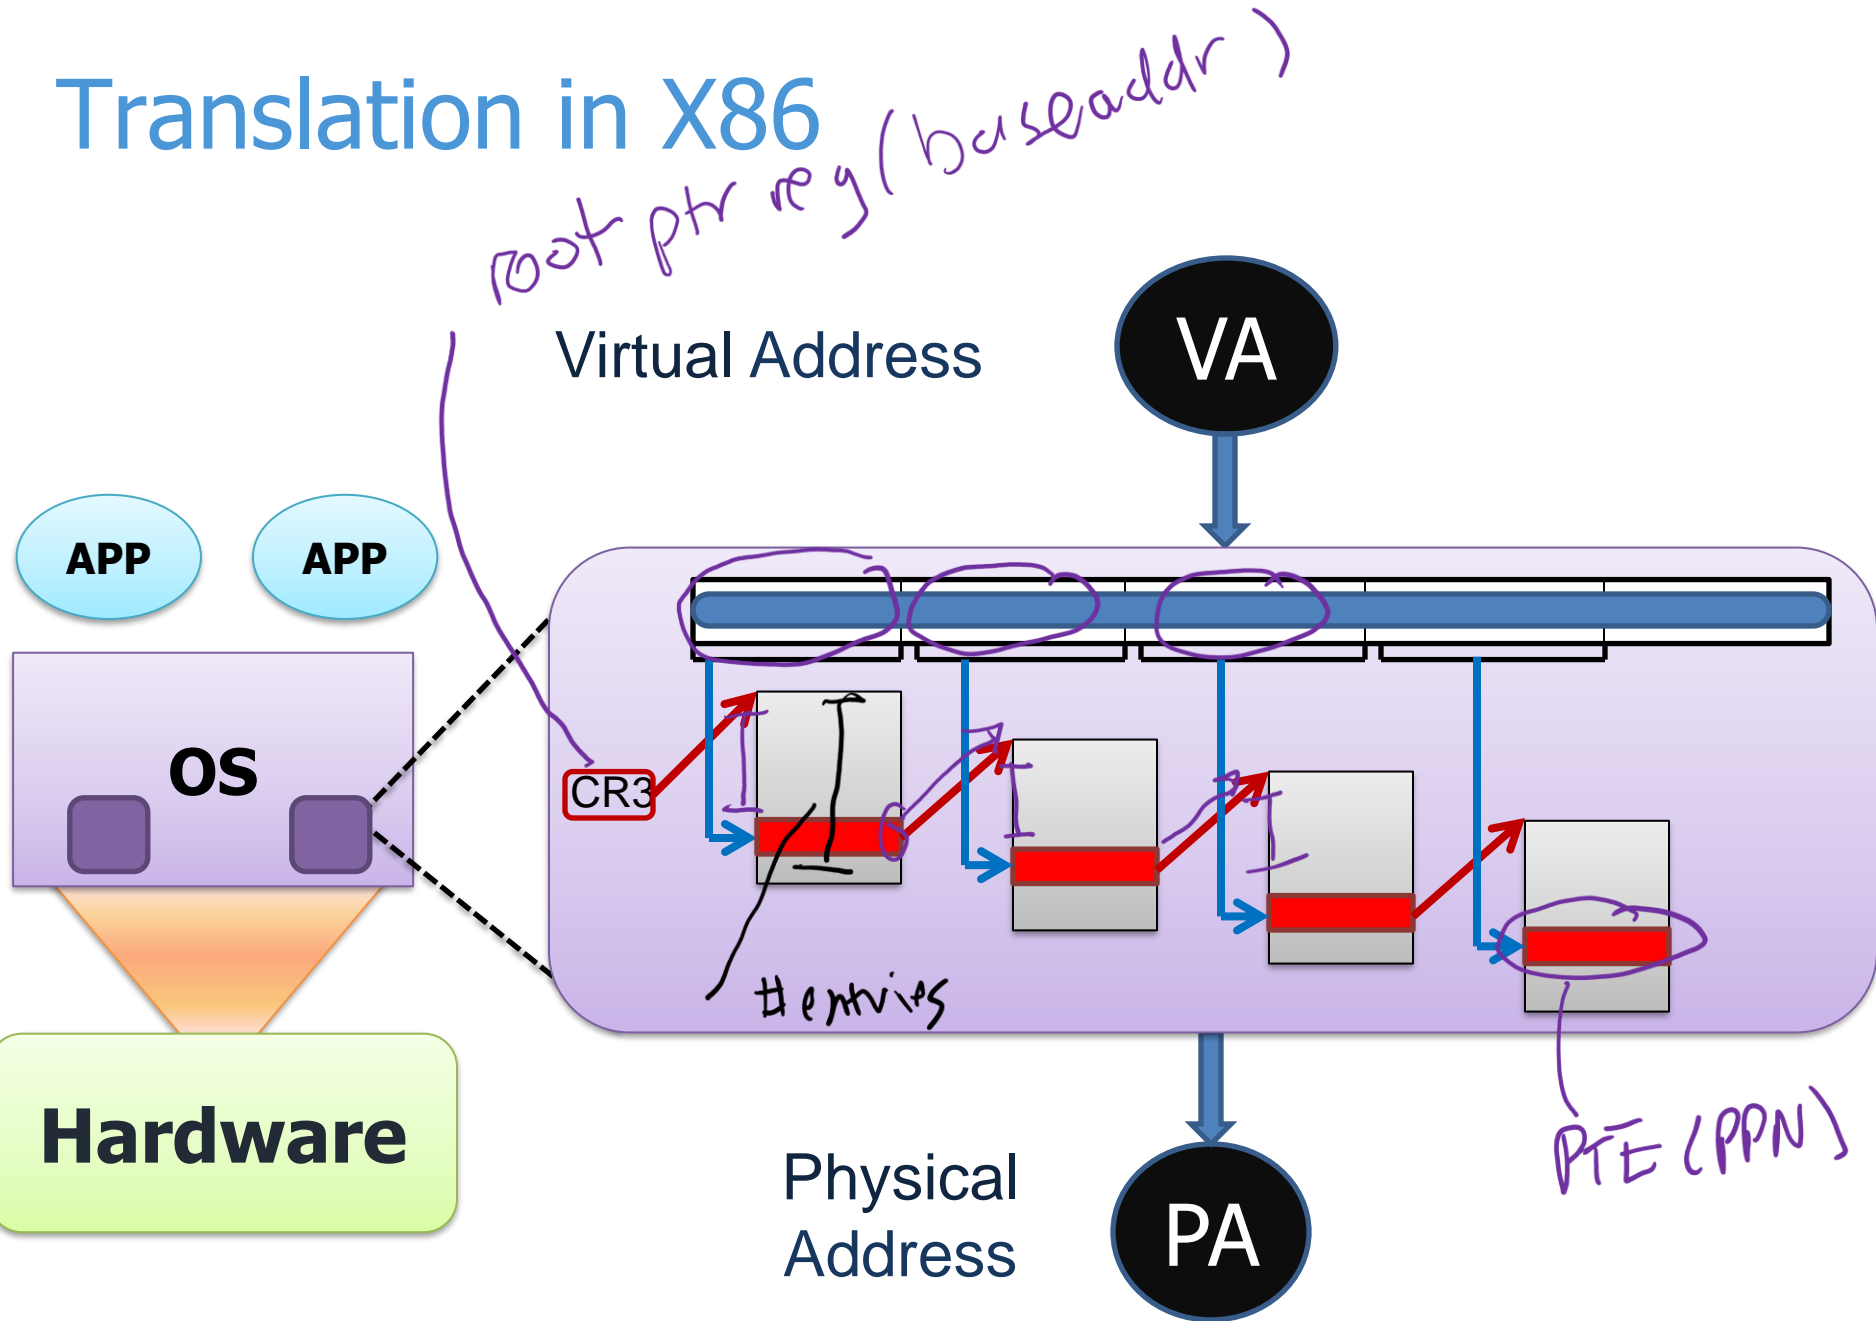 Translation in X86
root ptr reg (baseaddr)
Virtual Address
VA
APP
APP
OS
CR3
#entries
Hardware
PTE (PPN)
Physical
Address
PA